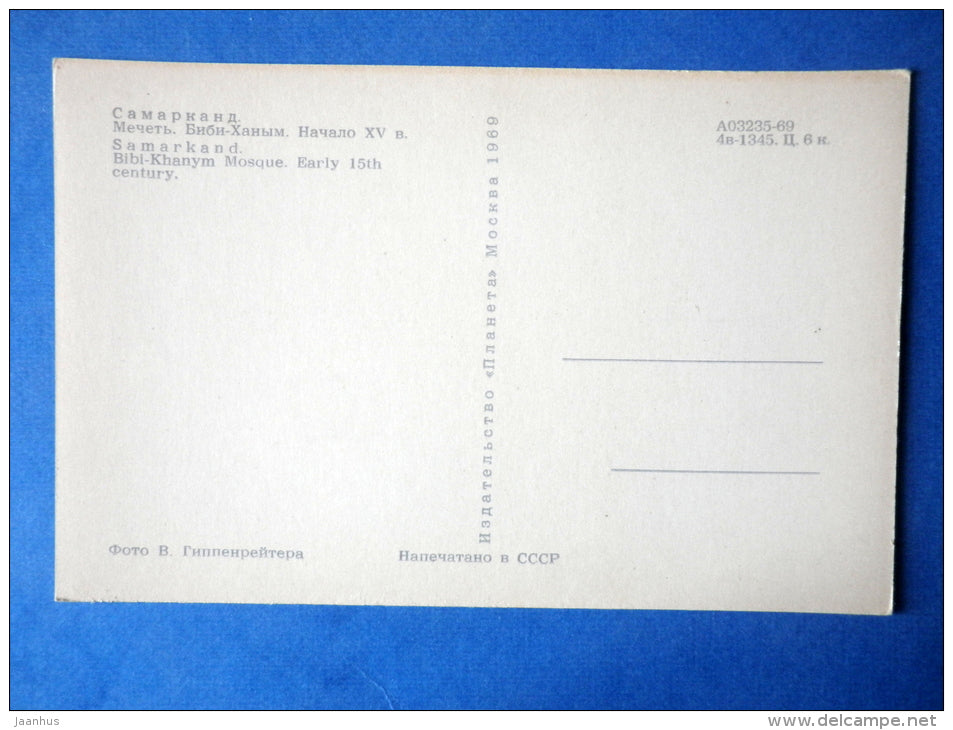 Самарканд.
Мечеть. Биби-Ханым. Начало XV в.
Samarkand.
Bibi-Khanym Mosque. Early 15th
century.
А03235-69
4в-1345. Ц. 6 к.
Издательство «Планета» Москва 1969
Фото В. Гиппенрейтера
Напечатано в СССР
jaanhus
www.delcampe.net